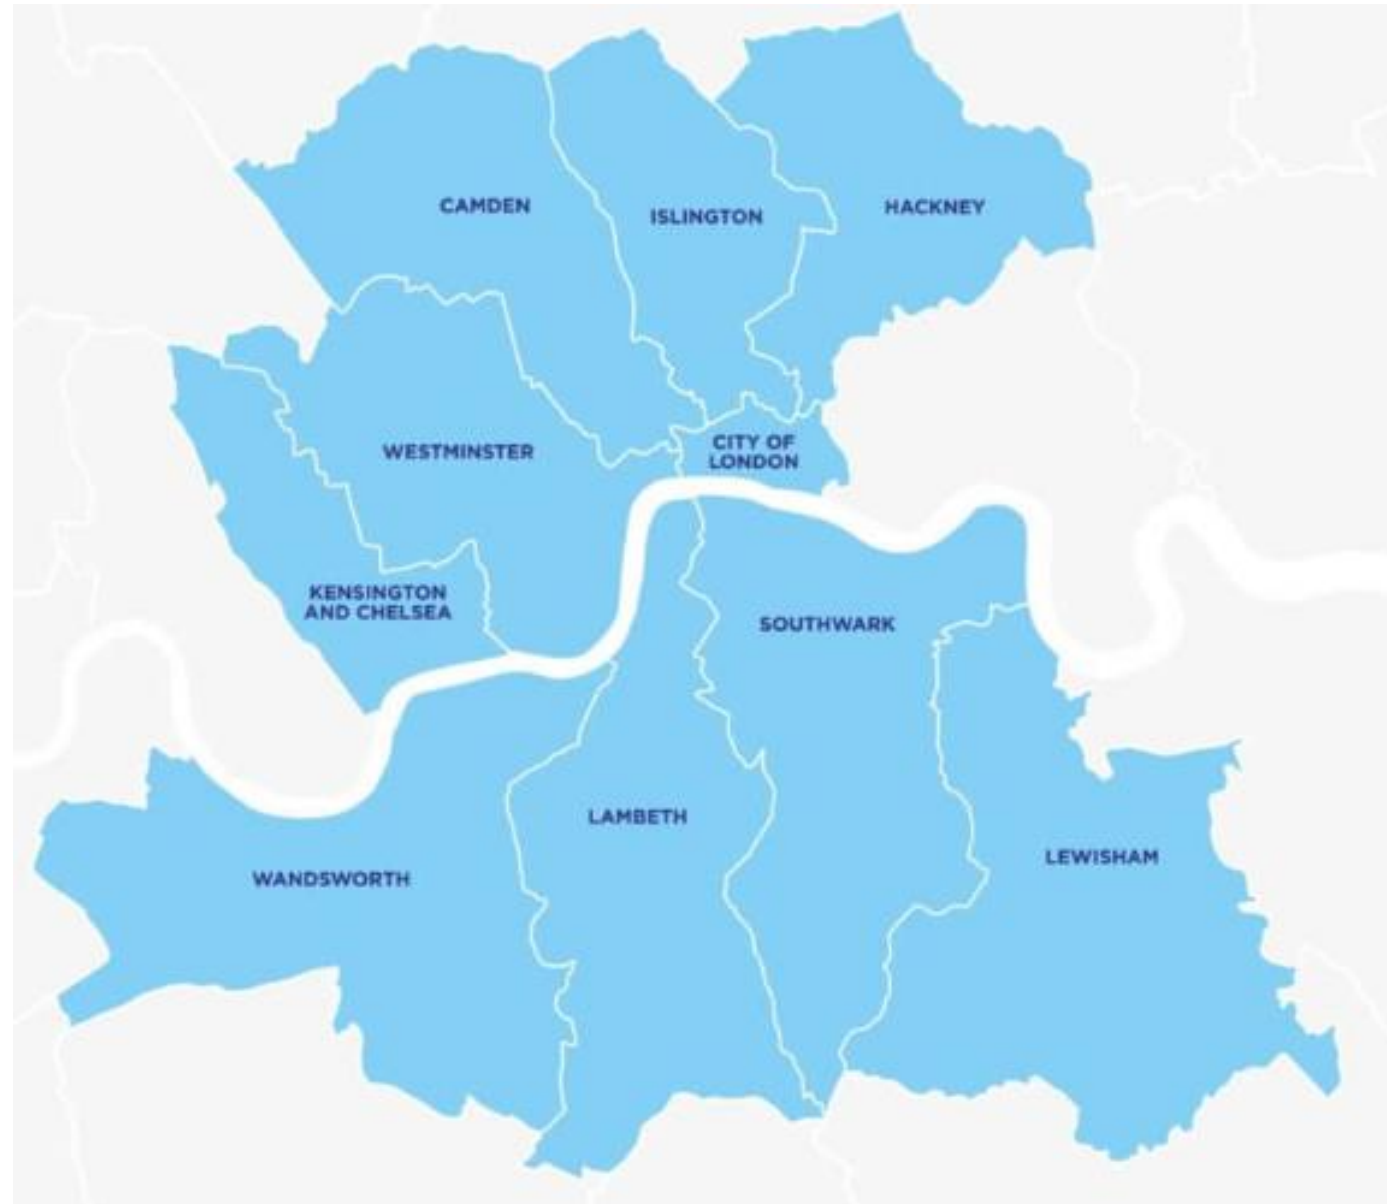 CAMDEN
ISLINGTON
HACKNEY
WESTMINSTER
CITY OF
LONDON
KENSINGTON
AND CHELSEA
SOUTHWARK
LAMBETH
LEWISHAM
WANDSWORTH